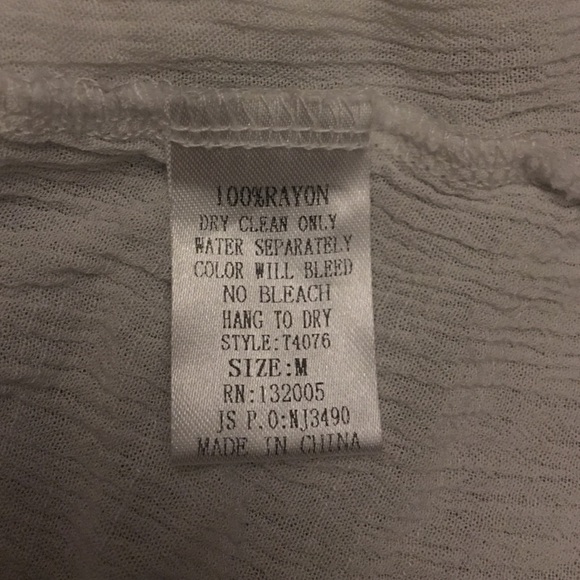 100%RAYON
DRY CLEAN ONLY
WATER SEPARATELY
COLOR WILL BLEED
NO BLEACH
HANG TO DRY
STYLE:T4076
SIZE:M
RN:132005
JS P.O:NJ3490
MADE IN CHINA